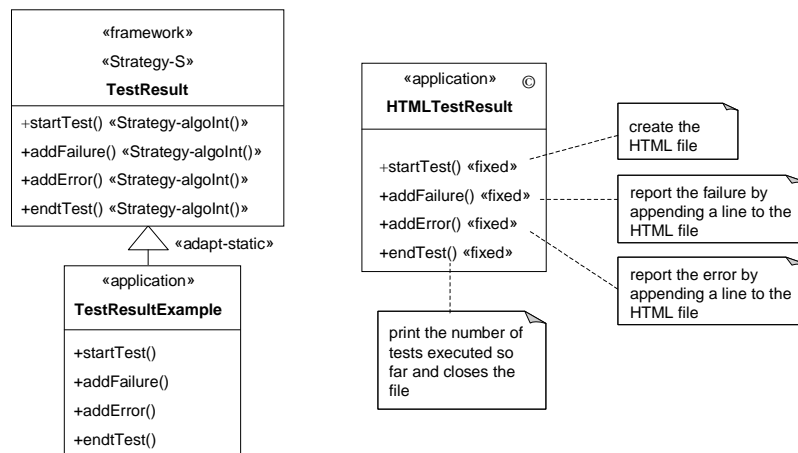 «framework»
«Strategy-S»
TestResult
+startTest() «Strategy-algoInt()»
+addFailure() «Strategy-algoInt()»
+addError() «Strategy-algoInt()»
+endtTest() «Strategy-algoInt()»
«adapt-static»
«application»
TestResultExample
+startTest()
+addFailure()
+addError()
+endtTest()
«application» ©
HTMLTestResult
+startTest() «fixed»
+addFailure() «fixed»
+addError() «fixed»
+endTest() «fixed»
create the
HTML file
report the failure by
appending a line to the
HTML file
report the error by
appending a line to the
HTML file
print the number of
tests executed so
far and closes the
file